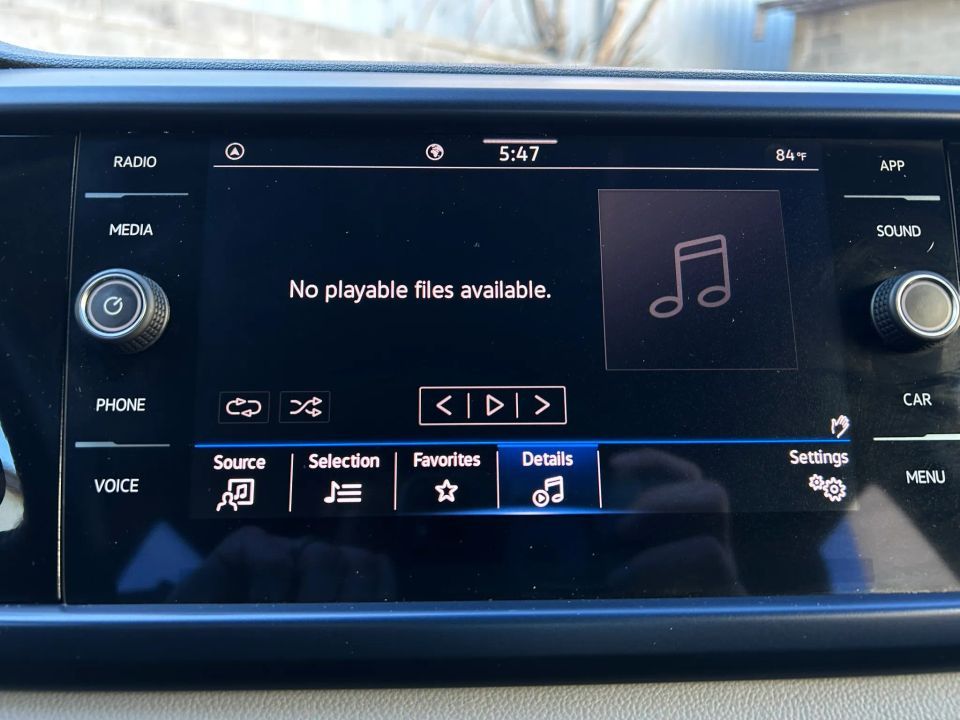 RADIO
MEDIA
PHONE
VOICE
5:47
84°F
No playable files available.
Source
Selection
Favorites
Details
Settings
APP
SOUND
CAR
MENU